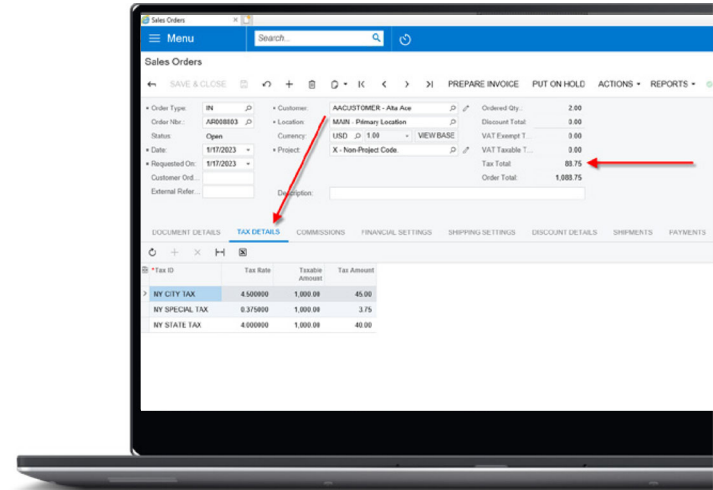 Sales Orders
Menu
Search...
Sales Orders
SAVE & CLOSE
PREPARE INVOICE PUT ON HOLD ACTIONS REPORTS
Order Type: IN Customer: AACUSTOMER - Alta Ace Ordered Qty.: 2.00
Order Nbr.: AR008803 Location: MAIN - Primary Location Discount Total: 0.00
Status: Open Currency: USD 1.00 VIEW BASE VAT Exempt T... 0.00
Date: 1/17/2023 Project: X - Non-Project Code. VAT Taxable T... 0.00
Requested On: 1/17/2023 Tax Total: 88.75
Customer Ord... Order Total: 1,088.75
External Refer... Description:
DOCUMENT DETAILS TAX DETAILS COMMISSIONS FINANCIAL SETTINGS SHIPPING SETTINGS DISCOUNT DETAILS SHIPMENTS PAYMENTS
*Tax ID Tax Rate Taxable Amount Tax Amount
NY CITY TAX 4.500000 1,000.00 45.00
NY SPECIAL TAX 0.375000 1,000.00 3.75
NY STATE TAX 4.000000 1,000.00 40.00